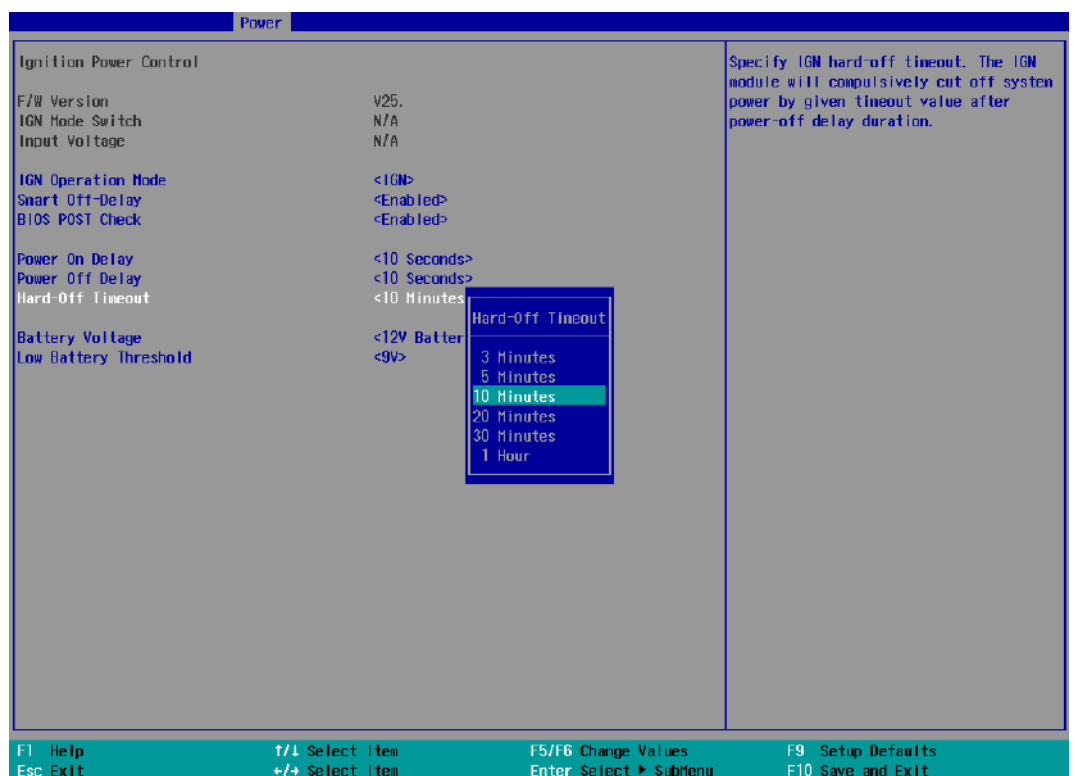 Power
Ignition Power Control
F/W Version V25.
IGN Mode Switch N/A
Input Voltage N/A
IGN Operation Mode <IGN>
Smart Off-Delay <Enabled>
BIOS POST Check <Enabled>
Power On Delay <10 Seconds>
Power Off Delay <10 Seconds>
Hard-Off Timeout <10 Minutes
Battery Voltage <12V Batter
Low Battery Threshold <9V>
Hard-Off Timeout
3 Minutes
5 Minutes
10 Minutes
20 Minutes
30 Minutes
1 Hour
Specify IGN hard-off timeout. The IGN
module will compulsively cut off system
power by given timeout value after
power-off delay duration.
F1 Help ↑/↓ Select Item F5/F6 Change Values F9 Setup Defaults
Esc Exit ←/→ Select Item Enter Select ▶ SubMenu F10 Save and Exit